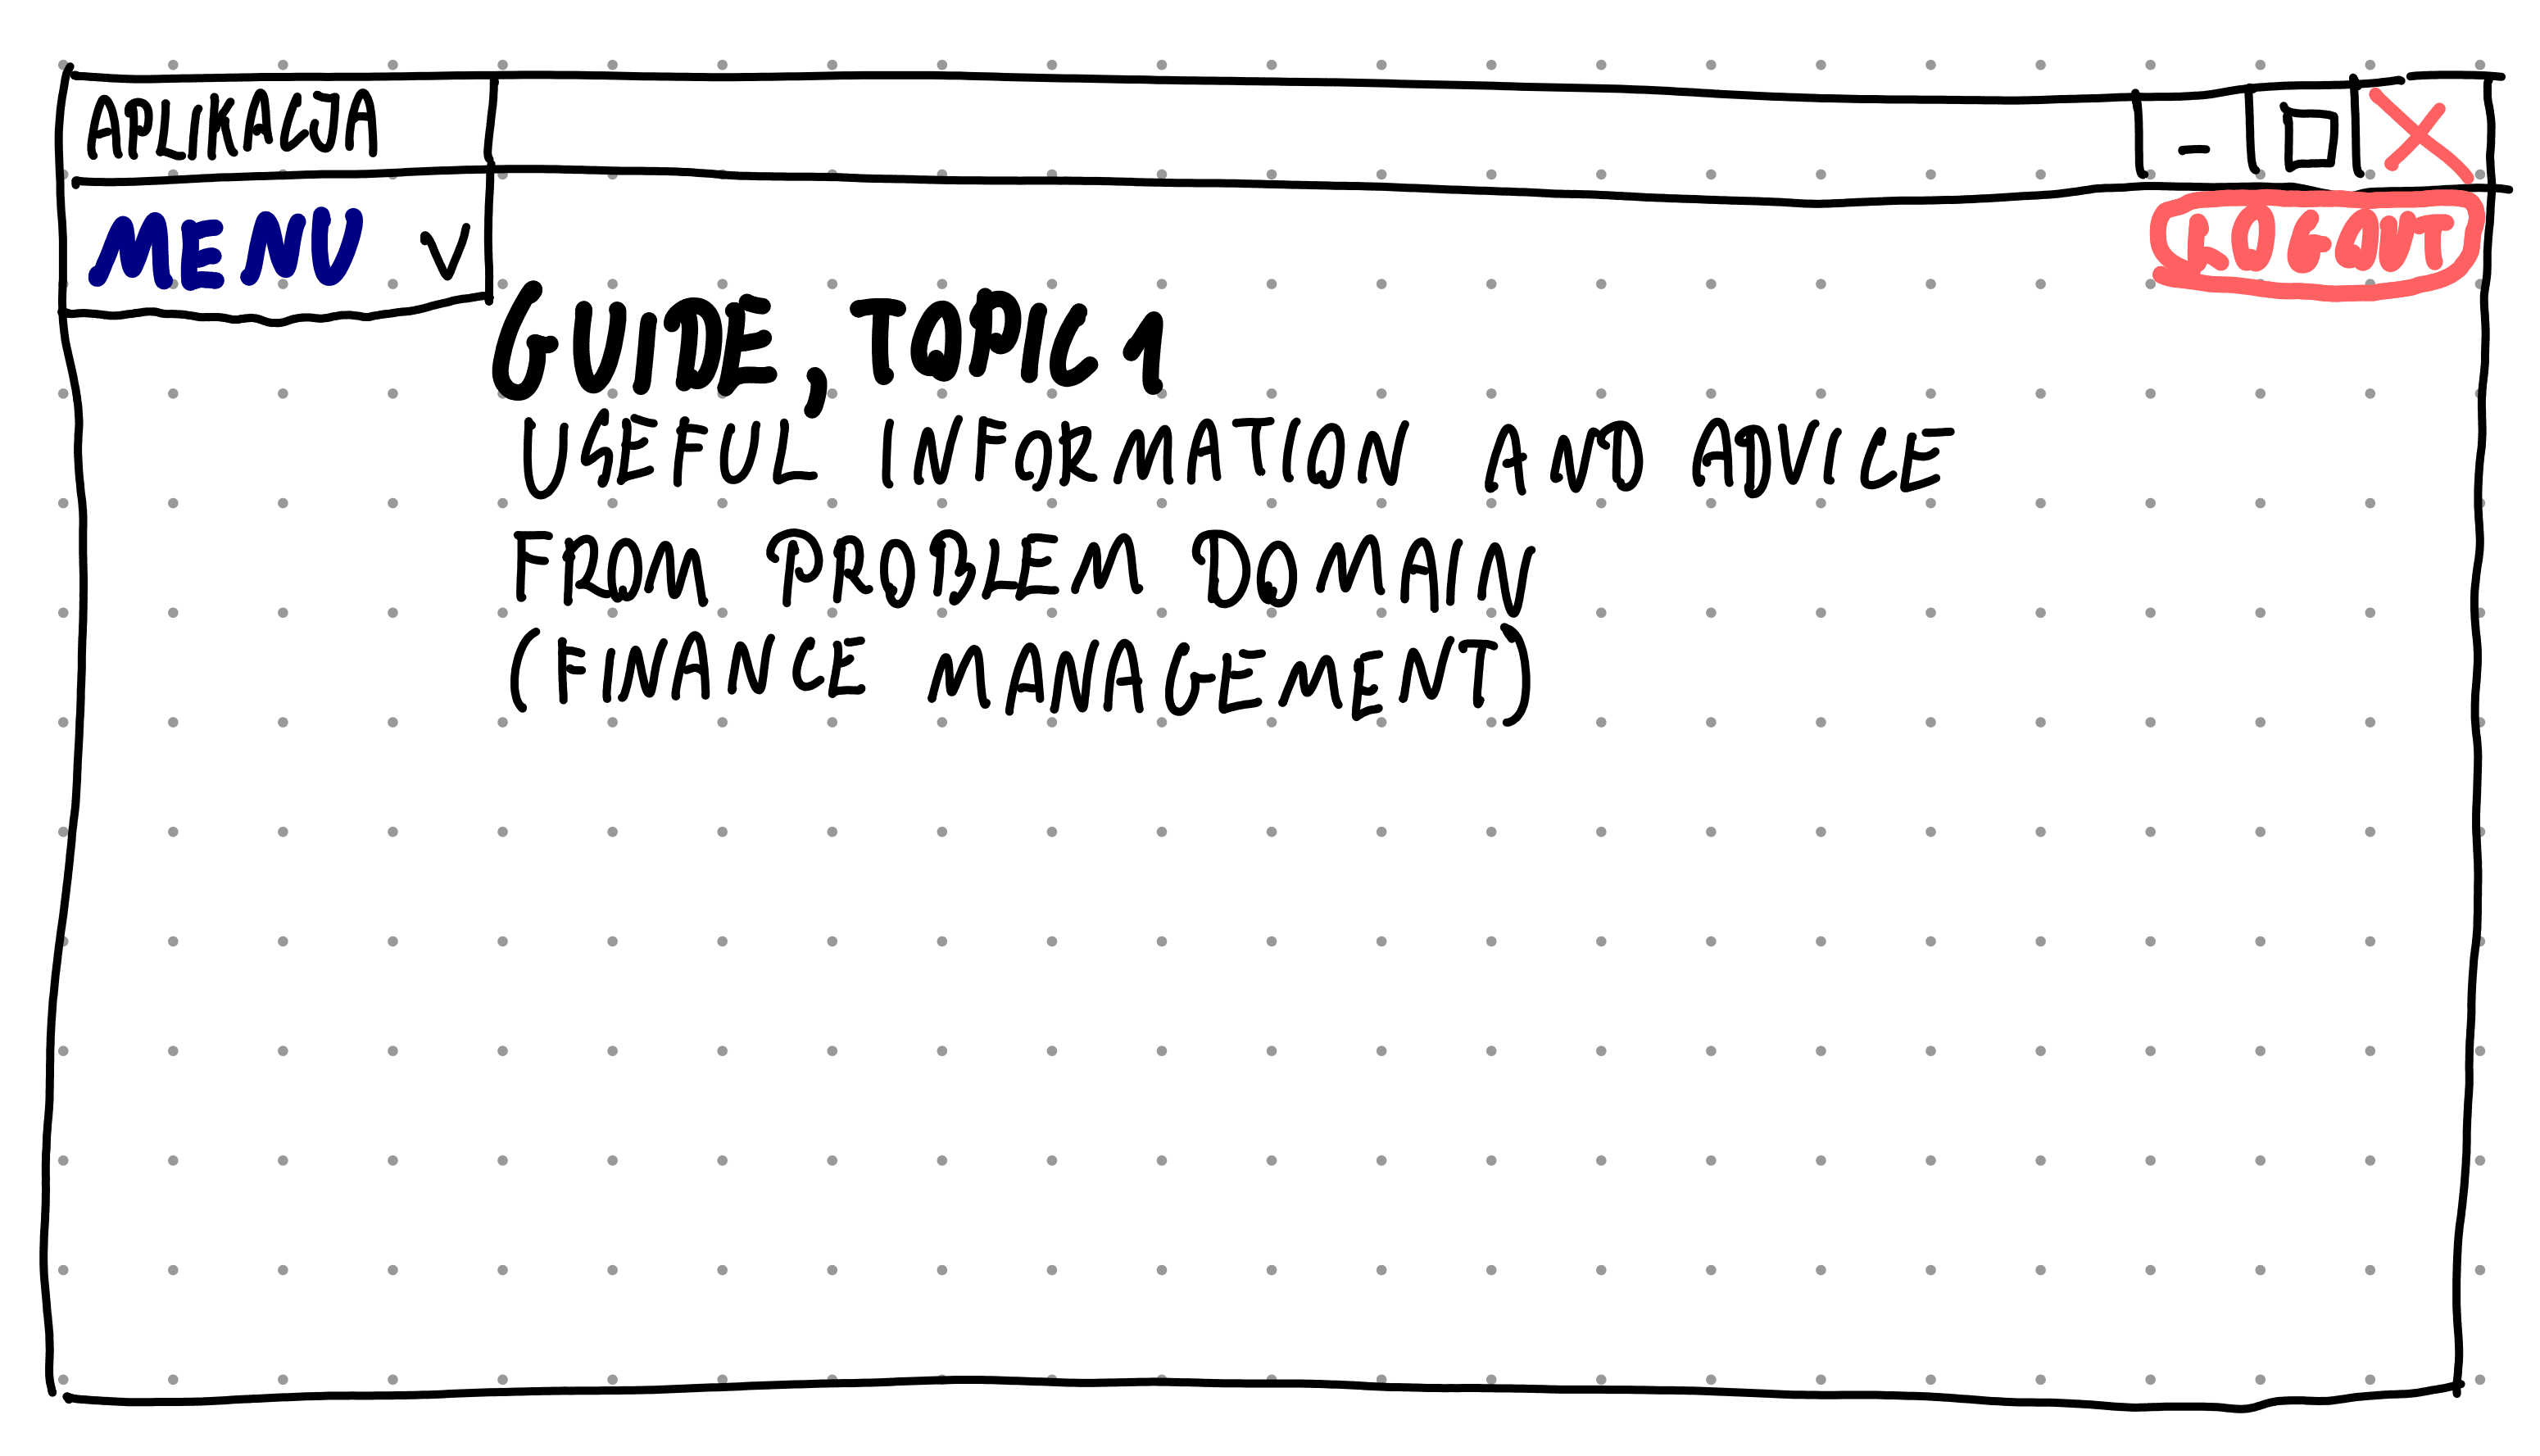 APLIKACJA
MENU
LOGOUT
GUIDE, TOPIC 1
USEFUL INFORMATION AND ADVICE
FROM PROBLEM DOMAIN
(FINANCE MANAGEMENT)